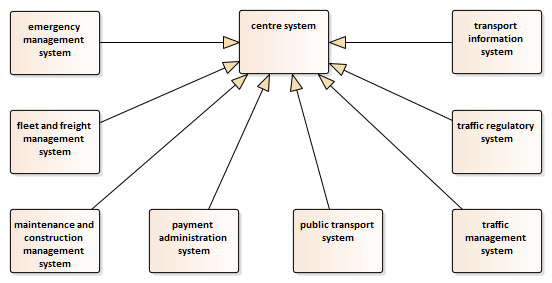 emergency
management
system
centre system
transport
information
system
fleet and freight
management
system
traffic regulatory
system
maintenance and
construction
management
system
payment
administration
system
public transport
system
traffic
management
system